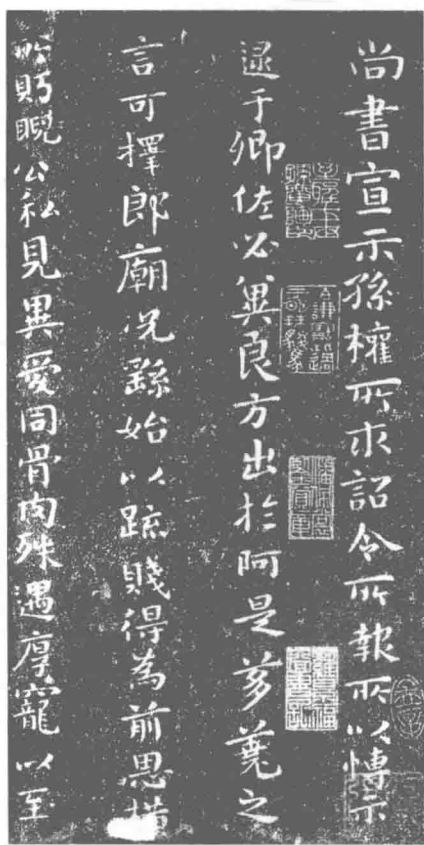 尚書宣示孫權所求詔令所報所以博示
逮于卿佐必冀良方出於阿是芻蕘之
言可擇郎廟況繇始以疏賤得為前恩横
所眄睨公私見異愛同骨肉殊遇厚寵以至